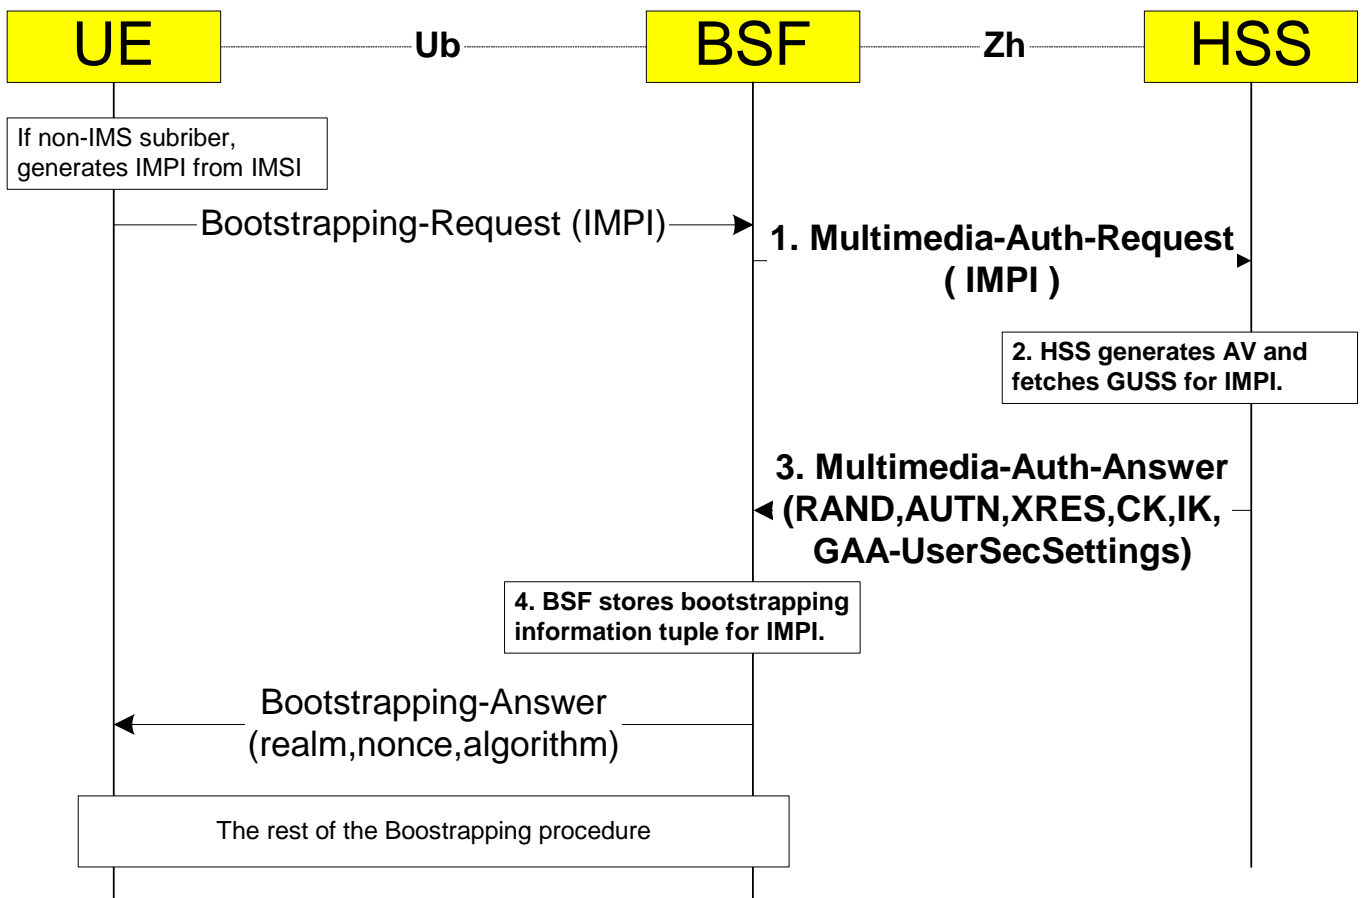 UE
Ub
BSF
Zh
HSS
If non-IMS subriber,
generates IMPI from IMSI
Bootstrapping-Request (IMPI)
1. Multimedia-Auth-Request
( IMPI )
2. HSS generates AV and
fetches GUSS for IMPI.
3. Multimedia-Auth-Answer
(RAND,AUTN,XRES,CK,IK,
GAA-UserSecSettings)
4. BSF stores bootstrapping
information tuple for IMPI.
Bootstrapping-Answer
(realm,nonce,algorithm)
The rest of the Boostrapping procedure